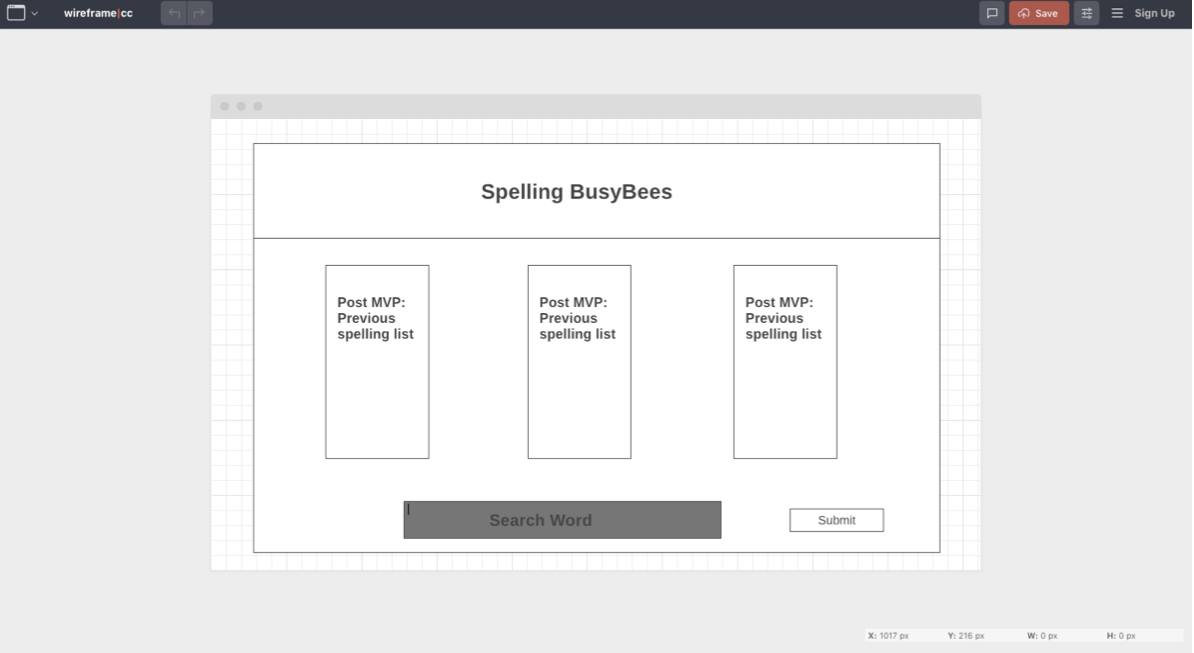 wireframe|cc
Save
Sign Up
Spelling BusyBees
Post MVP:
Previous
spelling list
Post MVP:
Previous
spelling list
Post MVP:
Previous
spelling list
Search Word
Submit
X: 1017 px Y: 216 px W: 0 px H: 0 px